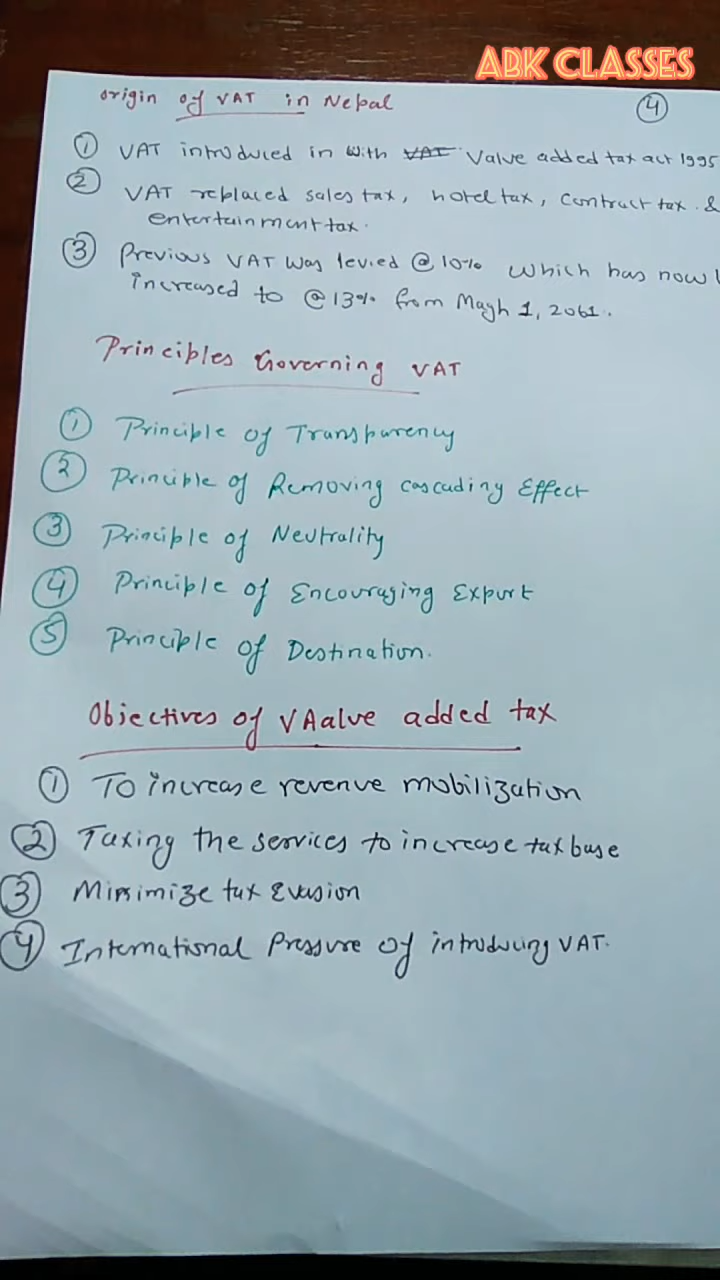 ABK CLASSES
Origin of VAT in Nepal
4
1 VAT introduced in with VAT Value added tax act 1995
2 VAT replaced sales tax, hotel tax, contract tax &
entertainment tax.
3 Previous VAT was levied @ 10% which has now
increased to @ 13% from Magh 1, 2061.
Principles Governing VAT
1 Principle of Transparency
2 Principle of Removing Cascading Effect
3 Principle of Neutrality
4 Principle of Encouraging Export
5 Principle of Destination.
Objectives of VAalue added tax
1 To increase revenue mobilization
2 Taxing the services to increase tax base
3 Minimize tax Evasion
4 International Pressure of introducing VAT.